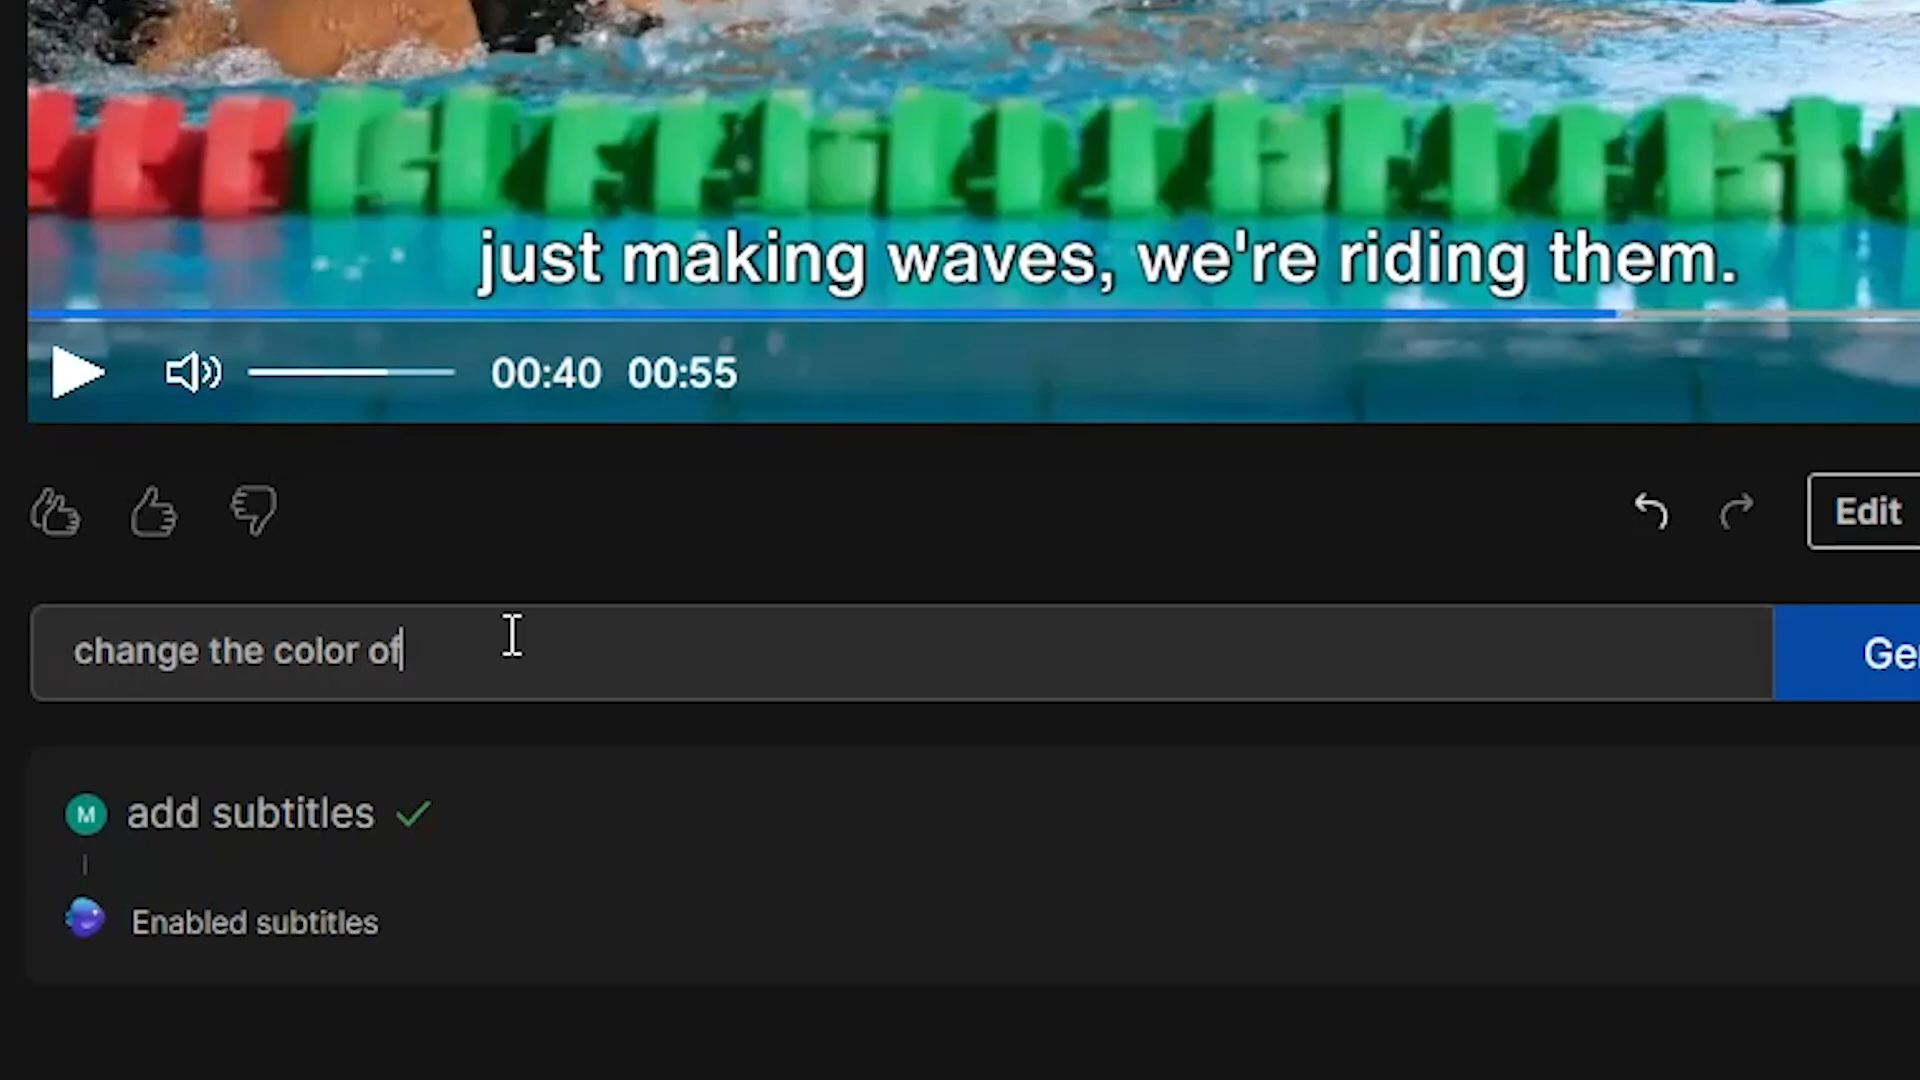 just making waves, we're riding them.
00:40 00:55
Edit
change the color of
Ge
M add subtitles
Enabled subtitles